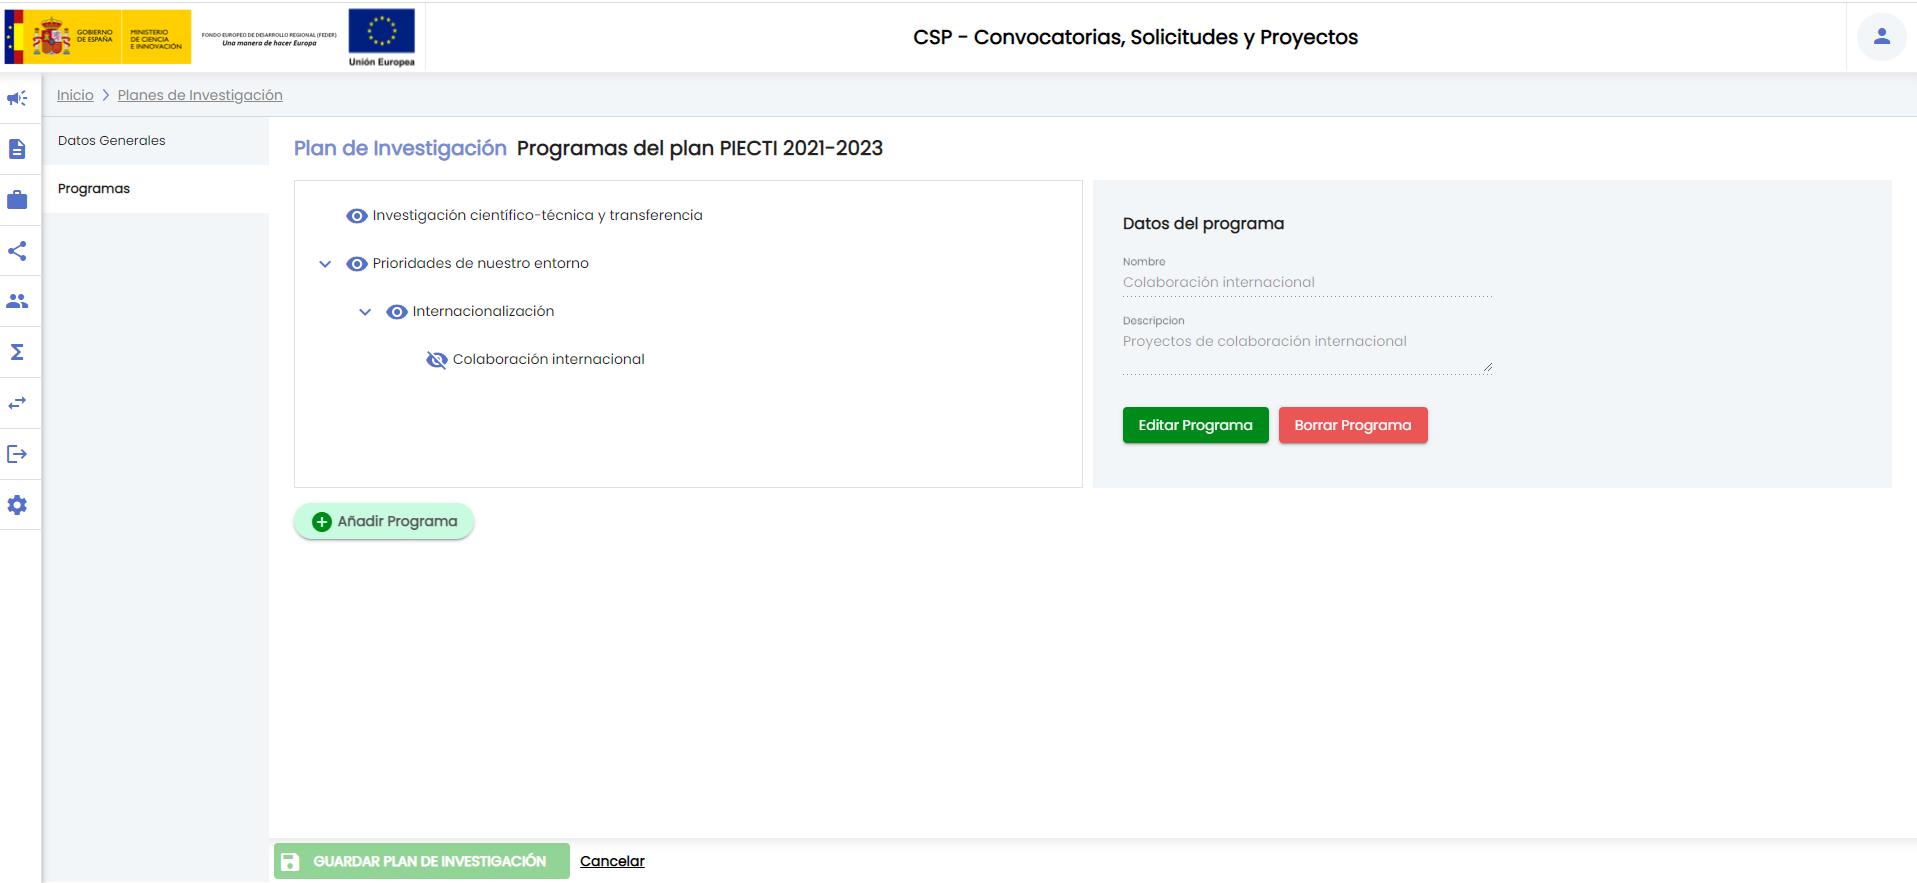 GOBIERNO
DE ESPAÑA
MINISTERIO
DE CIENCIA
E INNOVACIÓN
FONDO EUROPEO DE DESARROLLO REGIONAL (FEDER)
Una manera de hacer Europa
Unión Europea
CSP - Convocatorias, Solicitudes y Proyectos
Inicio > Planes de Investigación
Datos Generales
Programas
Plan de Investigación Programas del plan PIECTI 2021-2023
Investigación científico-técnica y transferencia
Prioridades de nuestro entorno
Internacionalización
Colaboración internacional
Datos del programa
Nombre
Colaboración internacional
Descripcion
Proyectos de colaboración internacional
Editar Programa
Borrar Programa
Añadir Programa
GUARDAR PLAN DE INVESTIGACIÓN
Cancelar